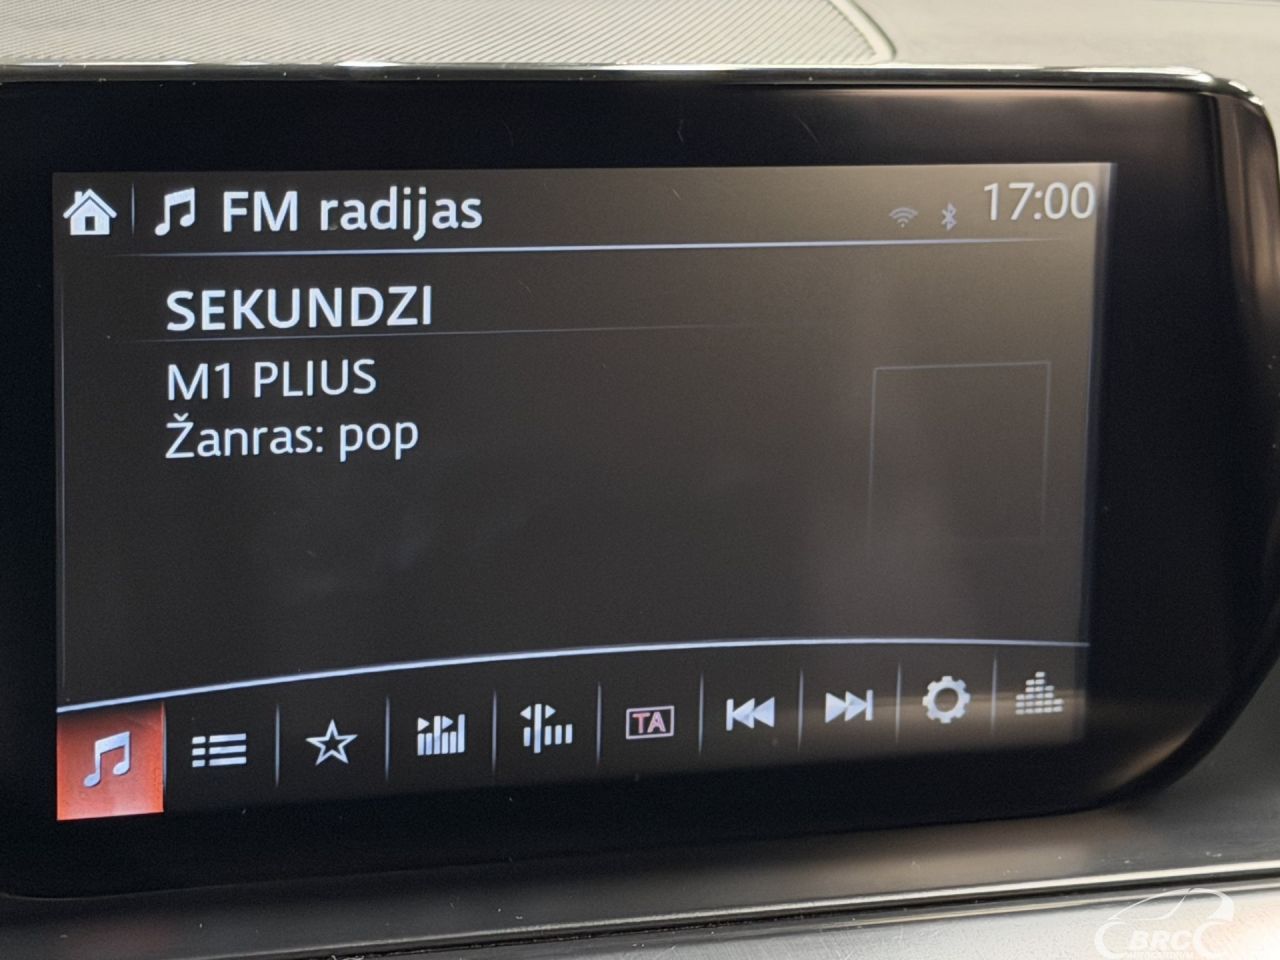 FM radijas
17:00
SEKUNDZI
M1 PLIUS
Žanras: pop
TA
BRC